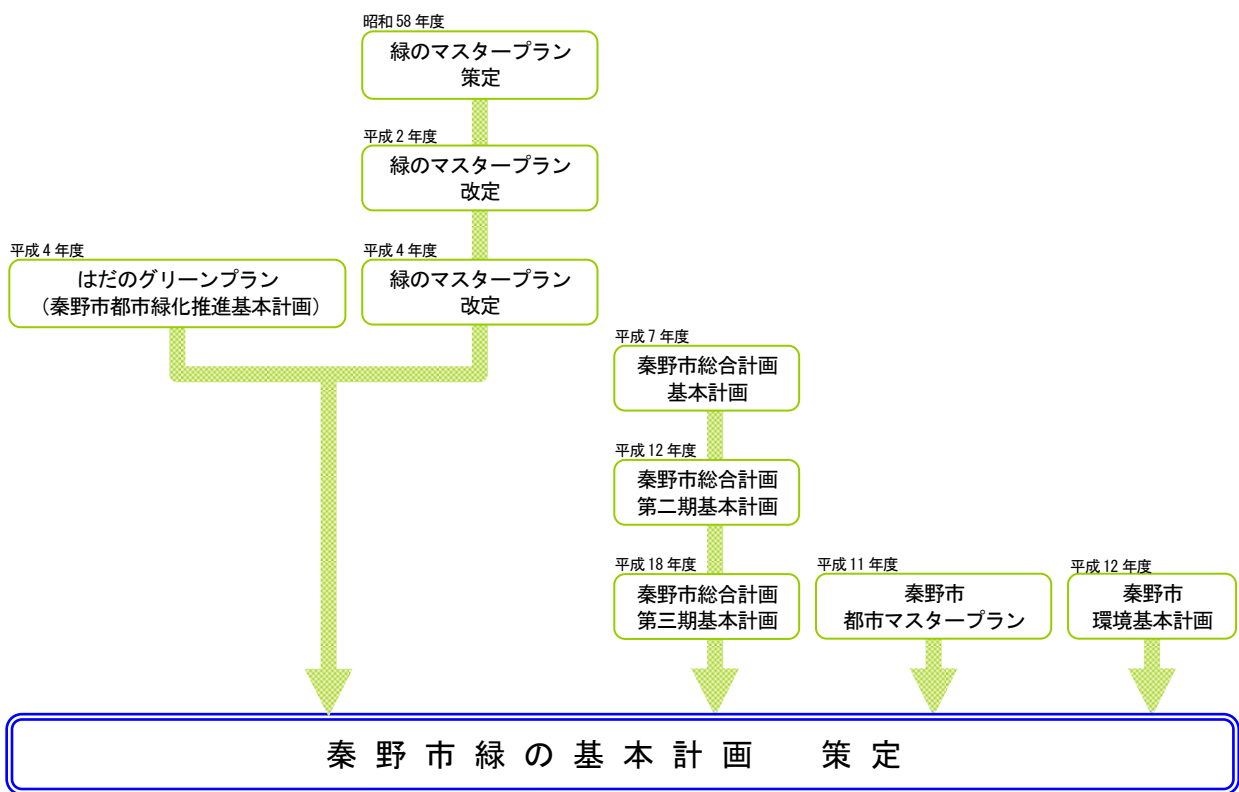 昭和58年度
緑のマスタープラン
策定
平成2年度
緑のマスタープラン
改定
平成4年度
はだのグリーンプラン
（秦野市都市緑化推進基本計画）
平成4年度
緑のマスタープラン
改定
平成7年度
秦野市総合計画
基本計画
平成12年度
秦野市総合計画
第二期基本計画
平成18年度
秦野市総合計画
第三期基本計画
平成11年度
秦野市
都市マスタープラン
平成12年度
秦野市
環境基本計画
秦野市緑の基本計画　策定